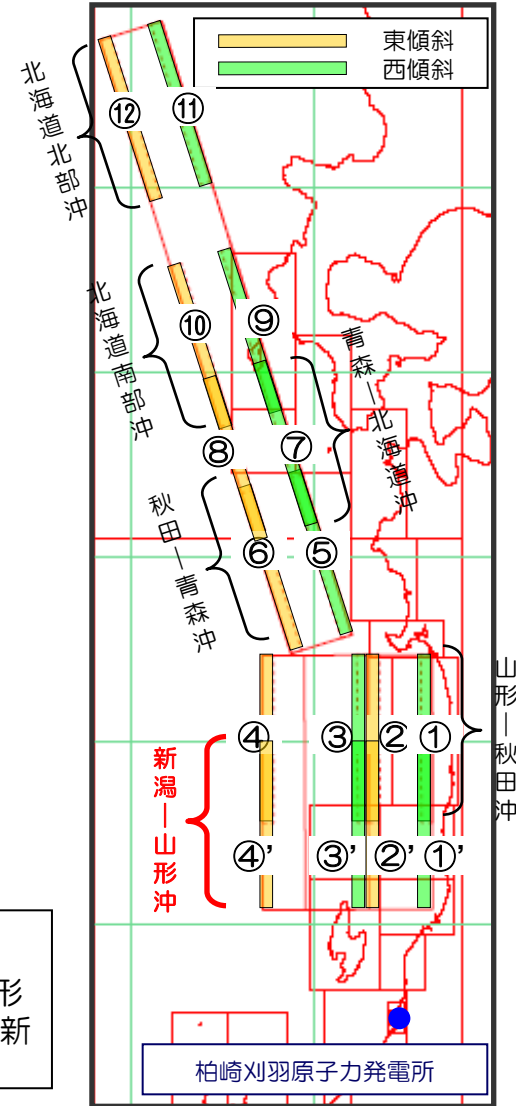 東傾斜
西傾斜
北海道北部沖
⑫
⑪
北海道南部沖
⑩
⑨
青森―北海道沖
⑧
⑦
秋田―青森沖
⑥
⑤
山形―秋田沖
④
③
②
①
新潟―山形沖
④'
③'
②'
①'
形
新
柏崎刈羽原子力発電所